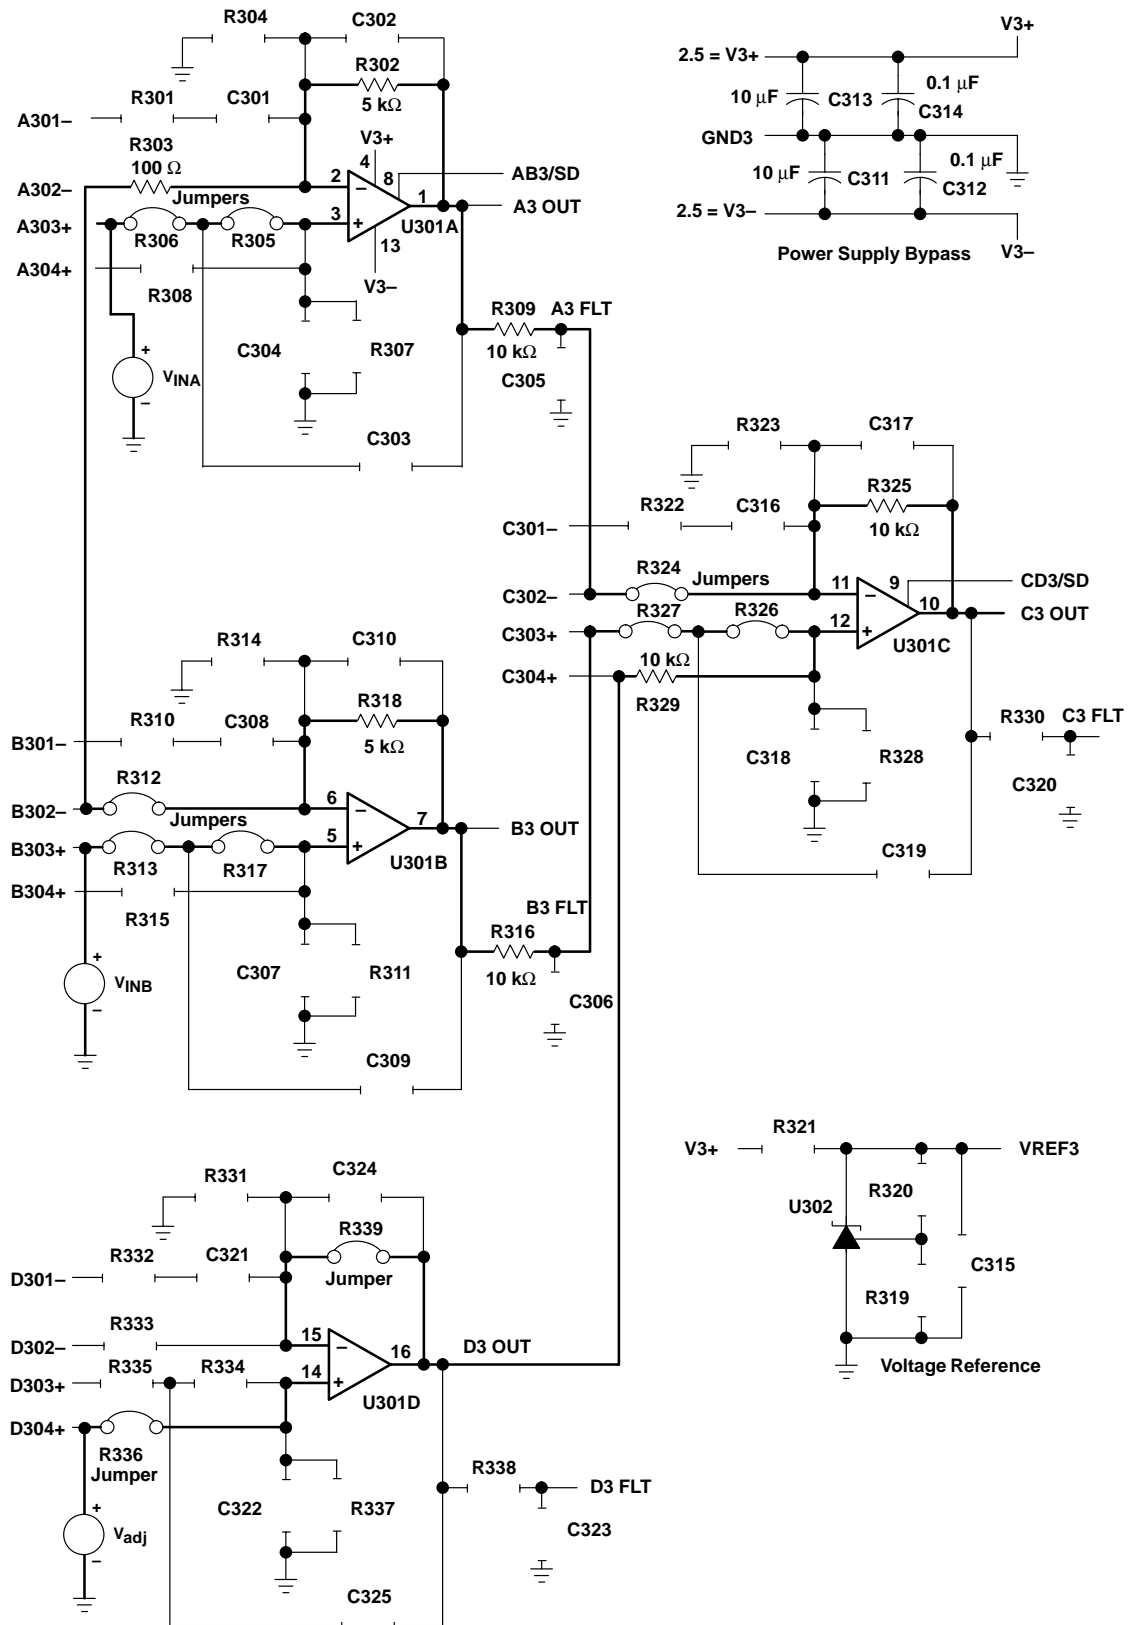 R304
C302
R302
5 kΩ
R301
C301
A301–
R303
100 Ω
V3+
4
8
AB3/SD
A302–
Jumpers
2
–
1
A3 OUT
A303+
R306
R305
3
+
U301A
13
A304+
R308
V3–
R309
A3 FLT
10 kΩ
C304
R307
C305
+
VINA
–
C303
V3+
2.5 = V3+
10 µF
C313
0.1 µF
C314
GND3
10 µF
C311
0.1 µF
C312
2.5 = V3–
Power Supply Bypass
V3–
R323
C317
R325
10 kΩ
R322
C316
C301–
R324
Jumpers
11
9
CD3/SD
C302–
–
10
C3 OUT
R327
R326
C303+
12
+
U301C
10 kΩ
C304+
R329
R330
C3 FLT
C318
R328
C320
C319
R314
C310
R318
5 kΩ
R310
C308
B301–
R312
6
–
B302–
Jumpers
7
B3 OUT
B303+
5
+
R313
R317
U301B
B304+
R315
B3 FLT
R316
10 kΩ
C307
R311
C306
+
VINB
–
C309
R321
V3+
VREF3
R320
U302
C315
R319
Voltage Reference
R331
C324
R339
Jumper
R332
C321
D301–
R333
15
–
16
D3 OUT
D302–
R335
R334
14
+
D303+
U301D
D304+
R336
Jumper
R338
D3 FLT
C322
R337
C323
+
Vadj
–
C325